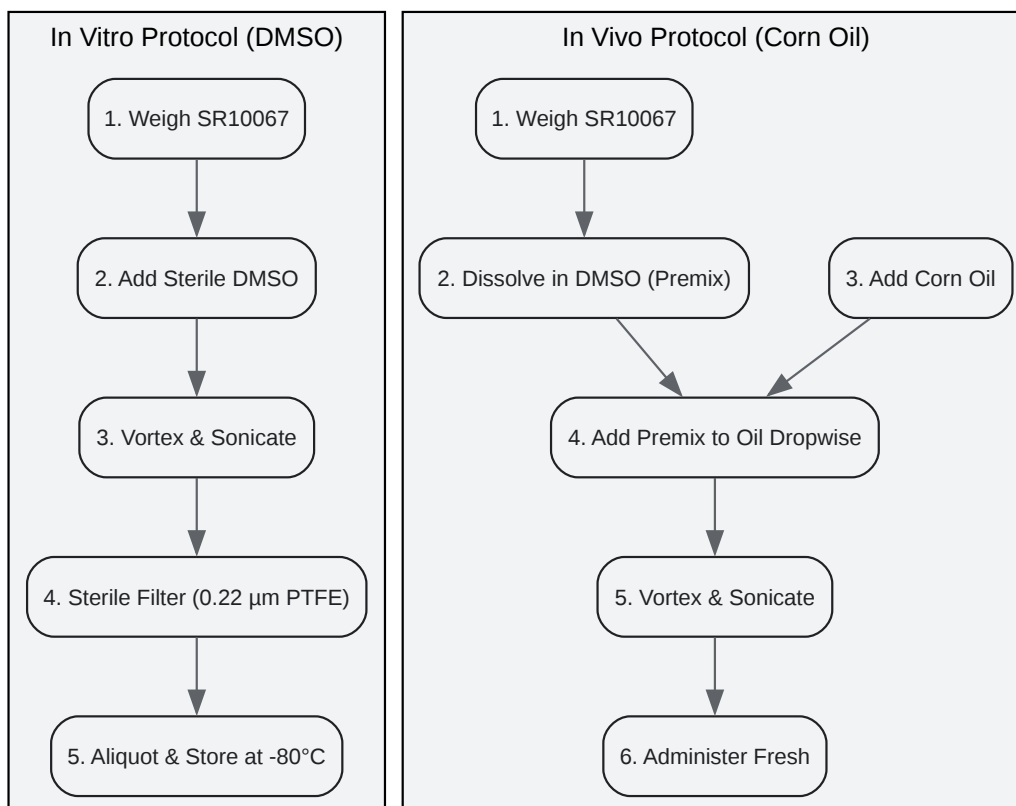 In Vitro Protocol (DMSO)
1. Weigh SR10067
2. Add Sterile DMSO
3. Vortex & Sonicate
4. Sterile Filter (0.22 µm PTFE)
5. Aliquot & Store at -80°C
In Vivo Protocol (Corn Oil)
1. Weigh SR10067
2. Dissolve in DMSO (Premix)
3. Add Corn Oil
4. Add Premix to Oil Dropwise
5. Vortex & Sonicate
6. Administer Fresh